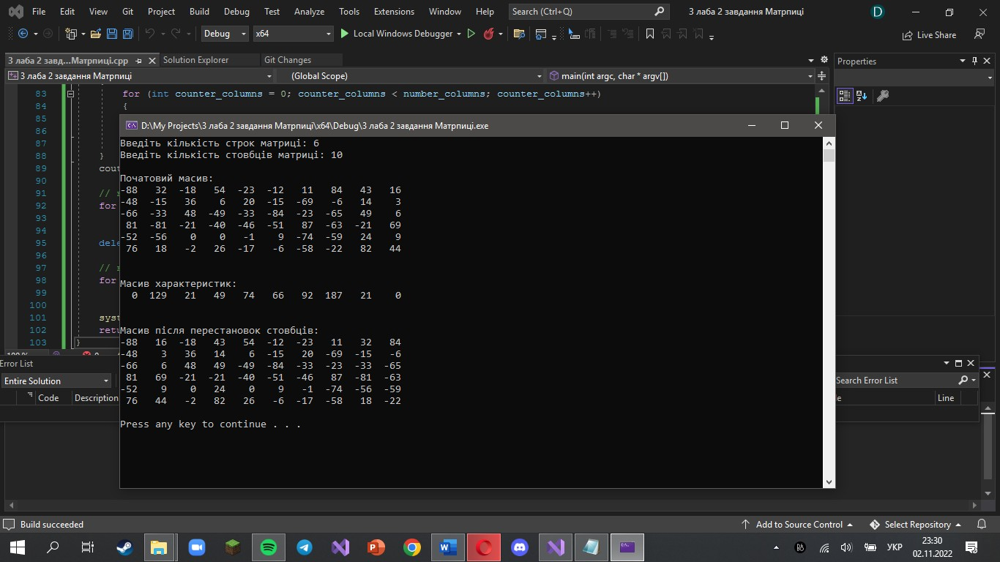 File Edit View Git Project Build Debug Test Analyze Tools Extensions Window Help Search (Ctrl+Q) 3 лаба 2 завдання Матрпиці D
Debug x64 Local Windows Debugger Live Share
3 лаба 2 завд...Матрпиці.cpp Solution Explorer Git Changes Properties
3 лаба 2 завдання Матрпиці (Global Scope) main(int argc, char * argv[])
83 for (int counter_columns = 0; counter_columns < number_columns; counter_columns++)
84 {
85
86
87
88 }
89 cout
90
91 //
92 for
93
94
95 dele
96
97 //
98 for
99
100
101 syst
102 retu
103 }
D:\My Projects\3 лаба 2 завдання Матрпиці\x64\Debug\3 лаба 2 завдання Матрпиці.exe
Введіть кількість строк матриці: 6
Введіть кількість стовбців матриці: 10
Початовий масив:
-88 32 -18 54 -23 -12 11 84 43 16
-48 -15 36 6 20 -15 -69 -6 14 3
-66 -33 48 -49 -33 -84 -23 -65 49 6
81 -81 -21 -40 -46 -51 87 -63 -21 69
-52 -56 0 0 -1 9 -74 -59 24 9
76 18 -2 26 -17 -6 -58 -22 82 44
Масив характеристик:
0 129 21 49 74 66 92 187 21 0
Масив після перестановок стовбців:
-88 16 -18 43 54 -12 -23 11 32 84
-48 3 36 14 6 -15 20 -69 -15 -6
-66 6 48 49 -49 -84 -33 -23 -33 -65
81 69 -21 -21 -40 -51 -46 87 -81 -63
-52 9 0 24 0 9 -1 -74 -56 -59
76 44 -2 82 26 -6 -17 -58 18 -22
Press any key to continue . . .
Error List
Entire Solution Search Error List
Code Description Line
Build succeeded Add to Source Control Select Repository
УКР 23:30
02.11.2022